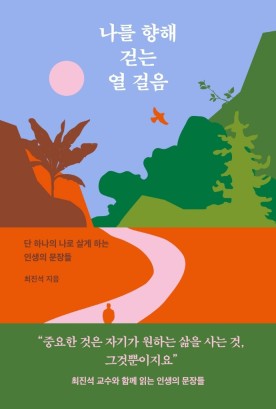 나를 향해
걷는
열 걸음
단 하나의 나로 살게 하는
인생의 문장들
최진석 지음
“중요한 것은 자기가 원하는 삶을 사는 것,
그것뿐이지요”
최진석 교수와 함께 읽는 인생의 문장들